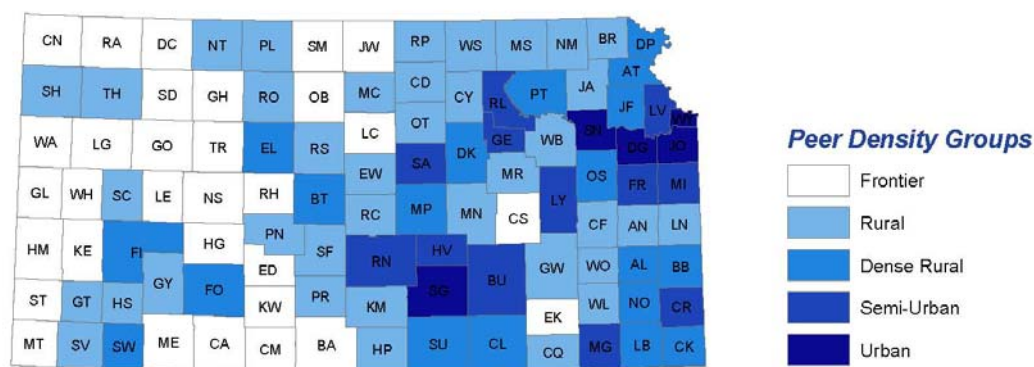 CN RA DC NT PL SM JW RP WS MS NM BR DP
SH TH SD GH RO OB MC CD CY RL PT JA AT
OT JF LV WY
WA LG GO TR EL RS LC SA DK GE WB SN DG JO
GL WH SC LE NS RH BT EW MR OS FR MI
RC MP MN CS LY CF AN LN
HM KE FI HG PN SF RN HV BU GW WO AL BB
GY FO ED SG
ST GT HS KW PR KM EK WL NO CR
MT SV SW ME CA CM BA HP SU CL CQ MG LB CK
Peer Density Groups
Frontier
Rural
Dense Rural
Semi-Urban
Urban